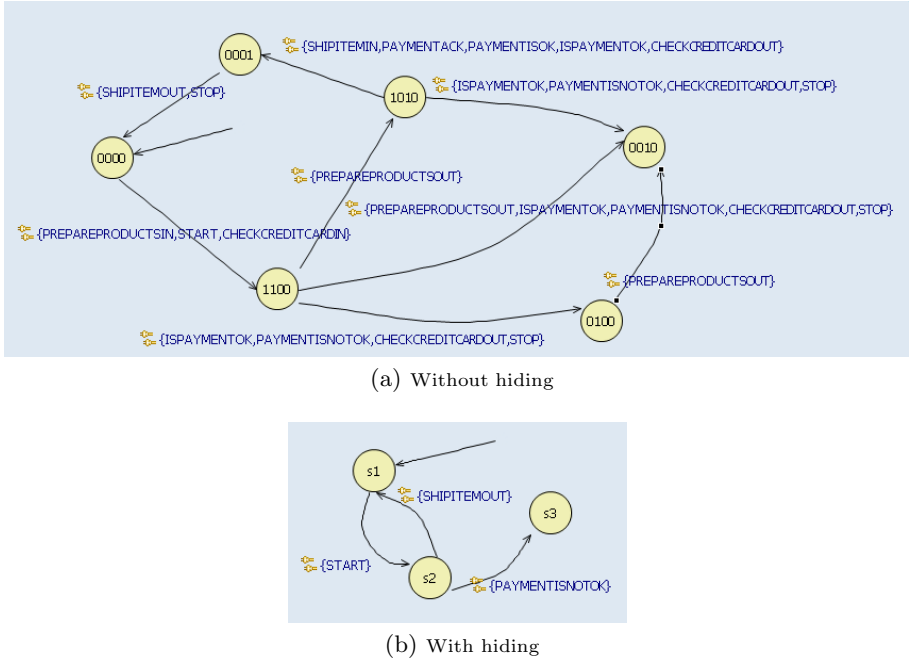 0001
{SHIPITEMIN,PAYMENTACK,PAYMENTISOK,ISPAYMENTOK,CHECKCREDITCARDOUT}
{SHIPITEMOUT,STOP}
1010
{ISPAYMENTOK,PAYMENTISNOTOK,CHECKCREDITCARDOUT,STOP}
0000
0010
{PREPAREPRODUCTSOUT}
{PREPAREPRODUCTSOUT,ISPAYMENTOK,PAYMENTISNOTOK,CHECKCREDITCARDOUT,STOP}
{PREPAREPRODUCTSIN,START,CHECKCREDITCARDIN}
1100
{PREPAREPRODUCTSOUT}
0100
{ISPAYMENTOK,PAYMENTISNOTOK,CHECKCREDITCARDOUT,STOP}
(a) Without hiding
s1
{SHIPITEMOUT}
s3
{START}
s2
{PAYMENTISNOTOK}
(b) With hiding